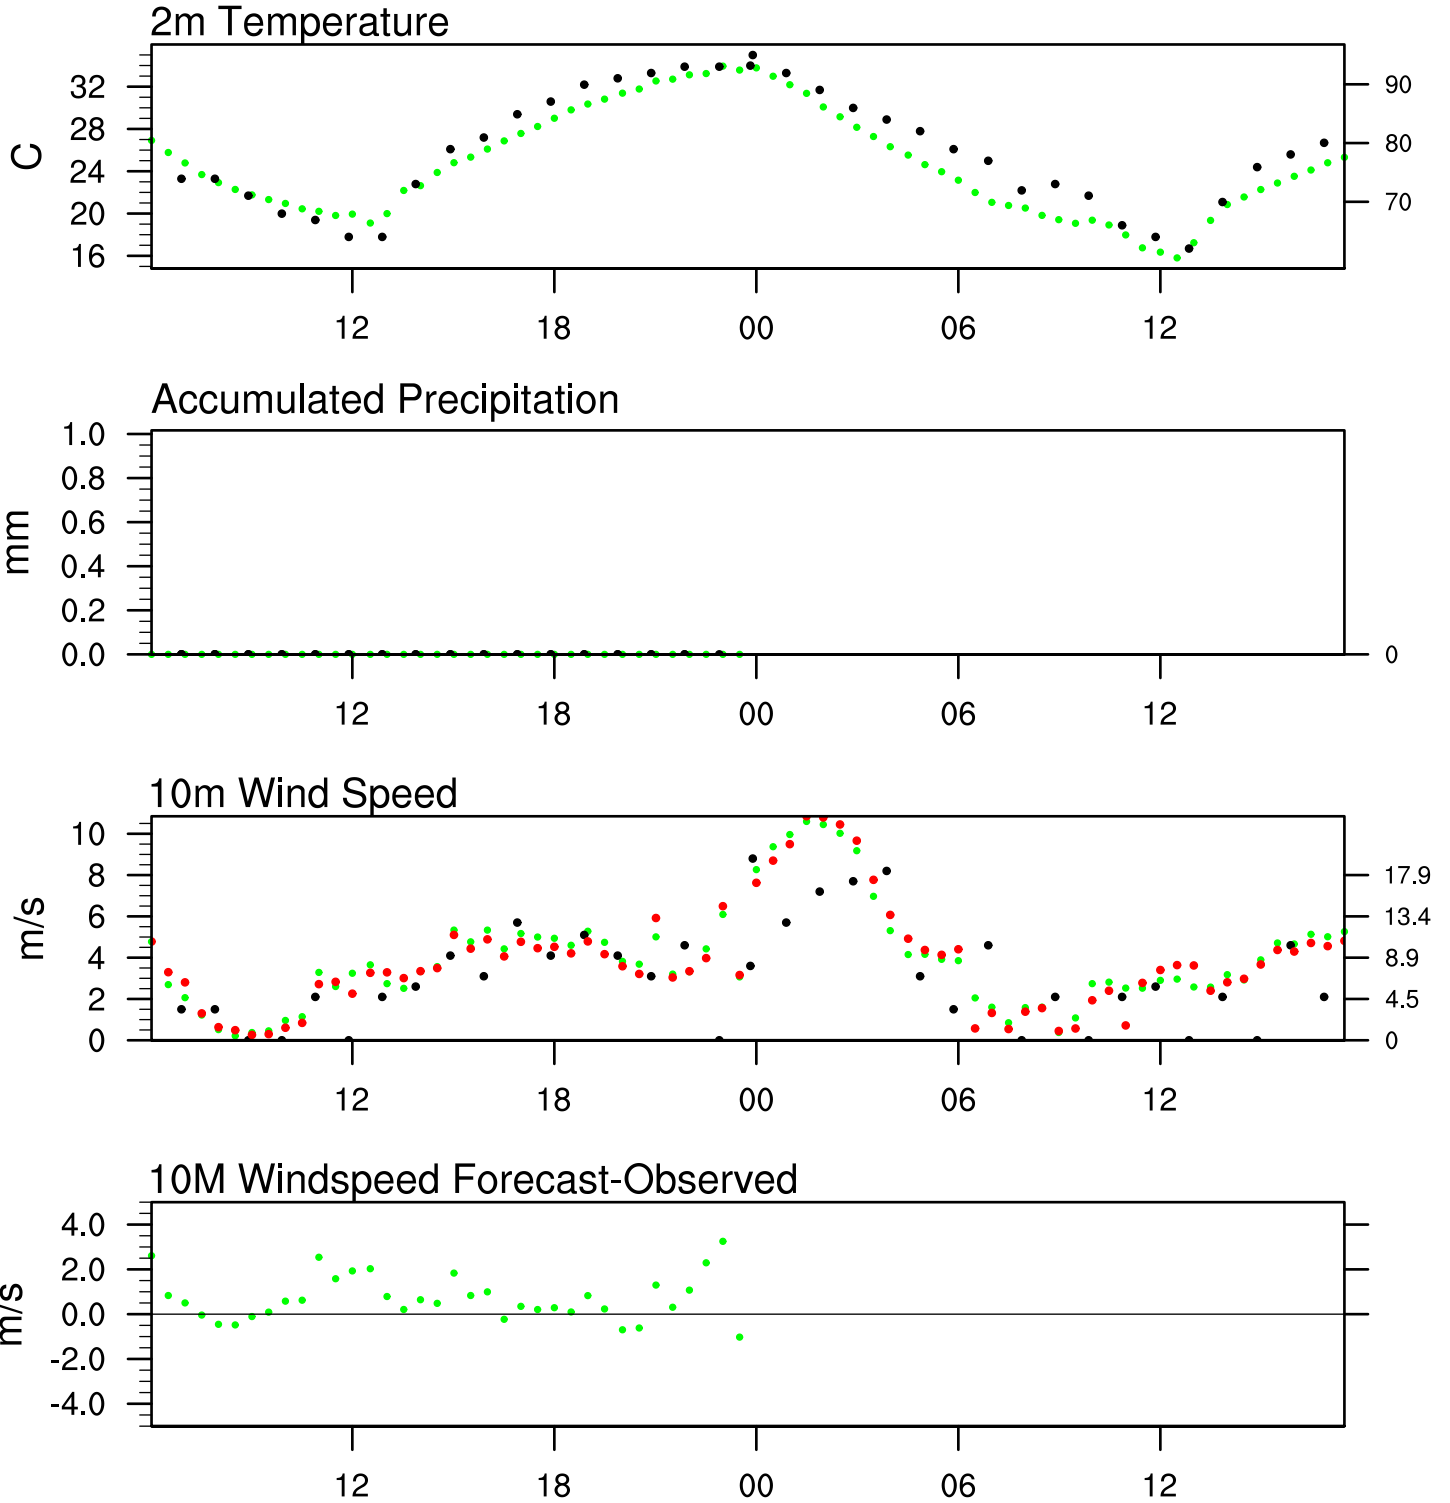 2m Temperature
C
32
28
24
20
16
90
80
70
12 18 00 06 12
Accumulated Precipitation
mm
1.0
0.8
0.6
0.4
0.2
0.0
0
12 18 00 06 12
10m Wind Speed
m/s
10
8
6
4
2
0
17.9
13.4
8.9
4.5
0
12 18 00 06 12
10M Windspeed Forecast-Observed
m/s
4.0
2.0
0.0
-2.0
-4.0
12 18 00 06 12